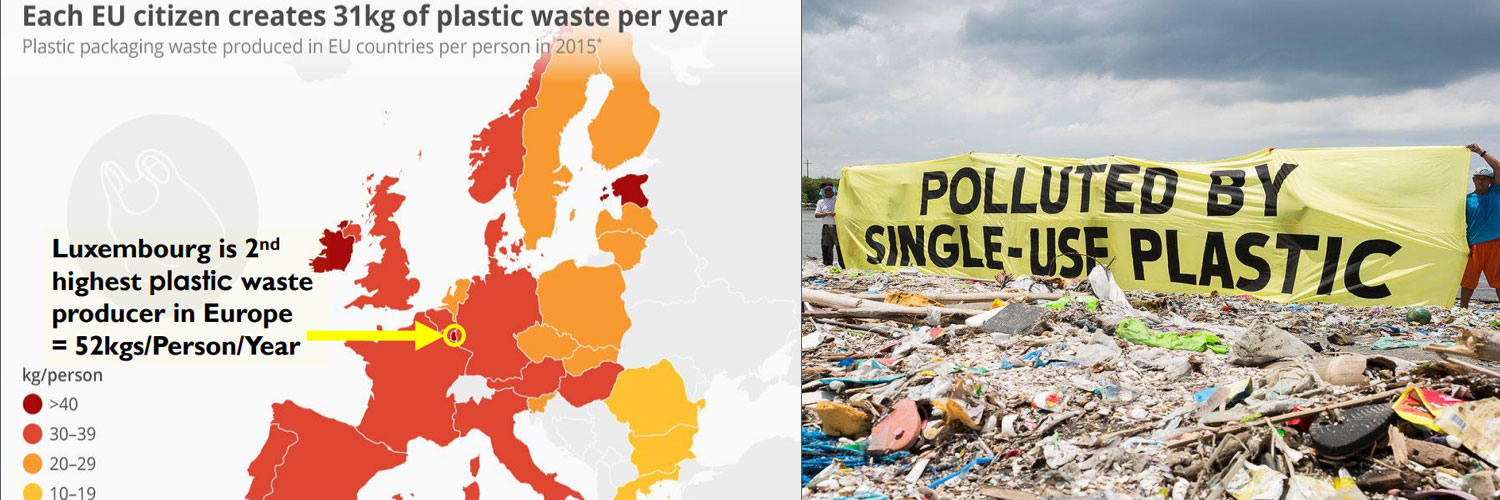 Each EU citizen creates 31kg of plastic waste per year
Plastic packaging waste produced in EU countries per person in 2015*
Luxembourg is 2nd
highest plastic waste
producer in Europe
= 52kgs/Person/Year
kg/person
>40
30–39
20–29
10–19
POLLUTED BY
SINGLE-USE PLASTIC